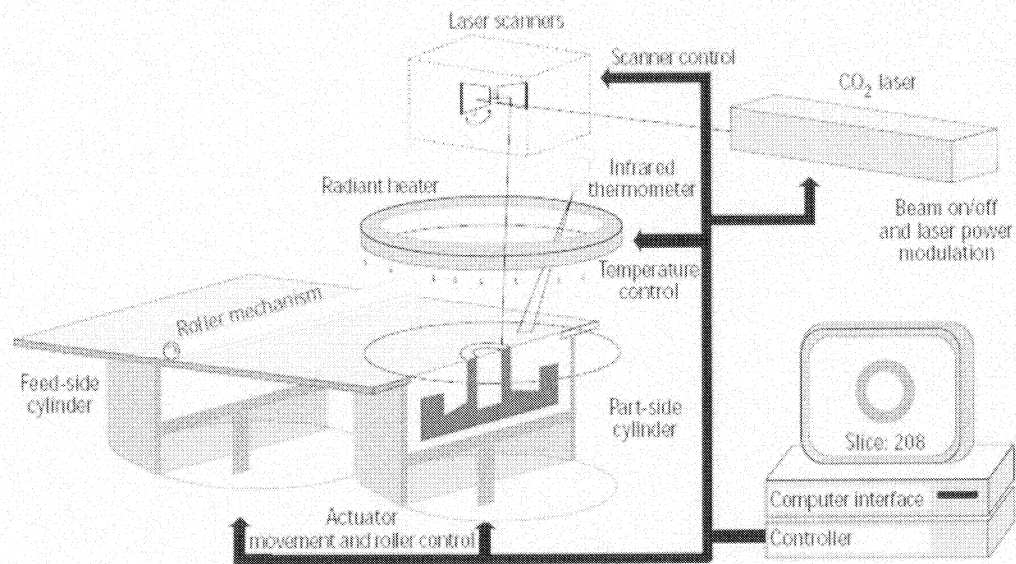 Laser scanners
Scanner control
CO2 laser
Infrared
thermometer
Radiant heater
Beam on/off
and laser power
modulation
Temperature
control
Roller mechanism
Feed-side
cylinder
Part-side
cylinder
Slice: 208
Computer interface
Controller
Actuator
movement and roller control